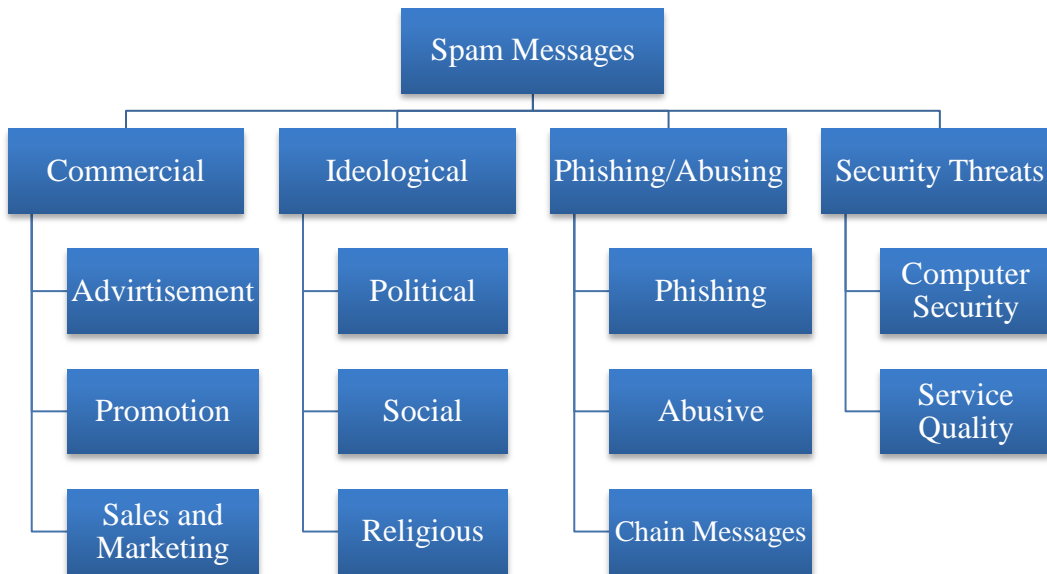 Spam Messages
Commercial
Ideological
Phishing/Abusing
Security Threats
Advirtisement
Political
Phishing
Computer
Security
Promotion
Social
Abusive
Service
Quality
Sales and
Marketing
Religious
Chain Messages